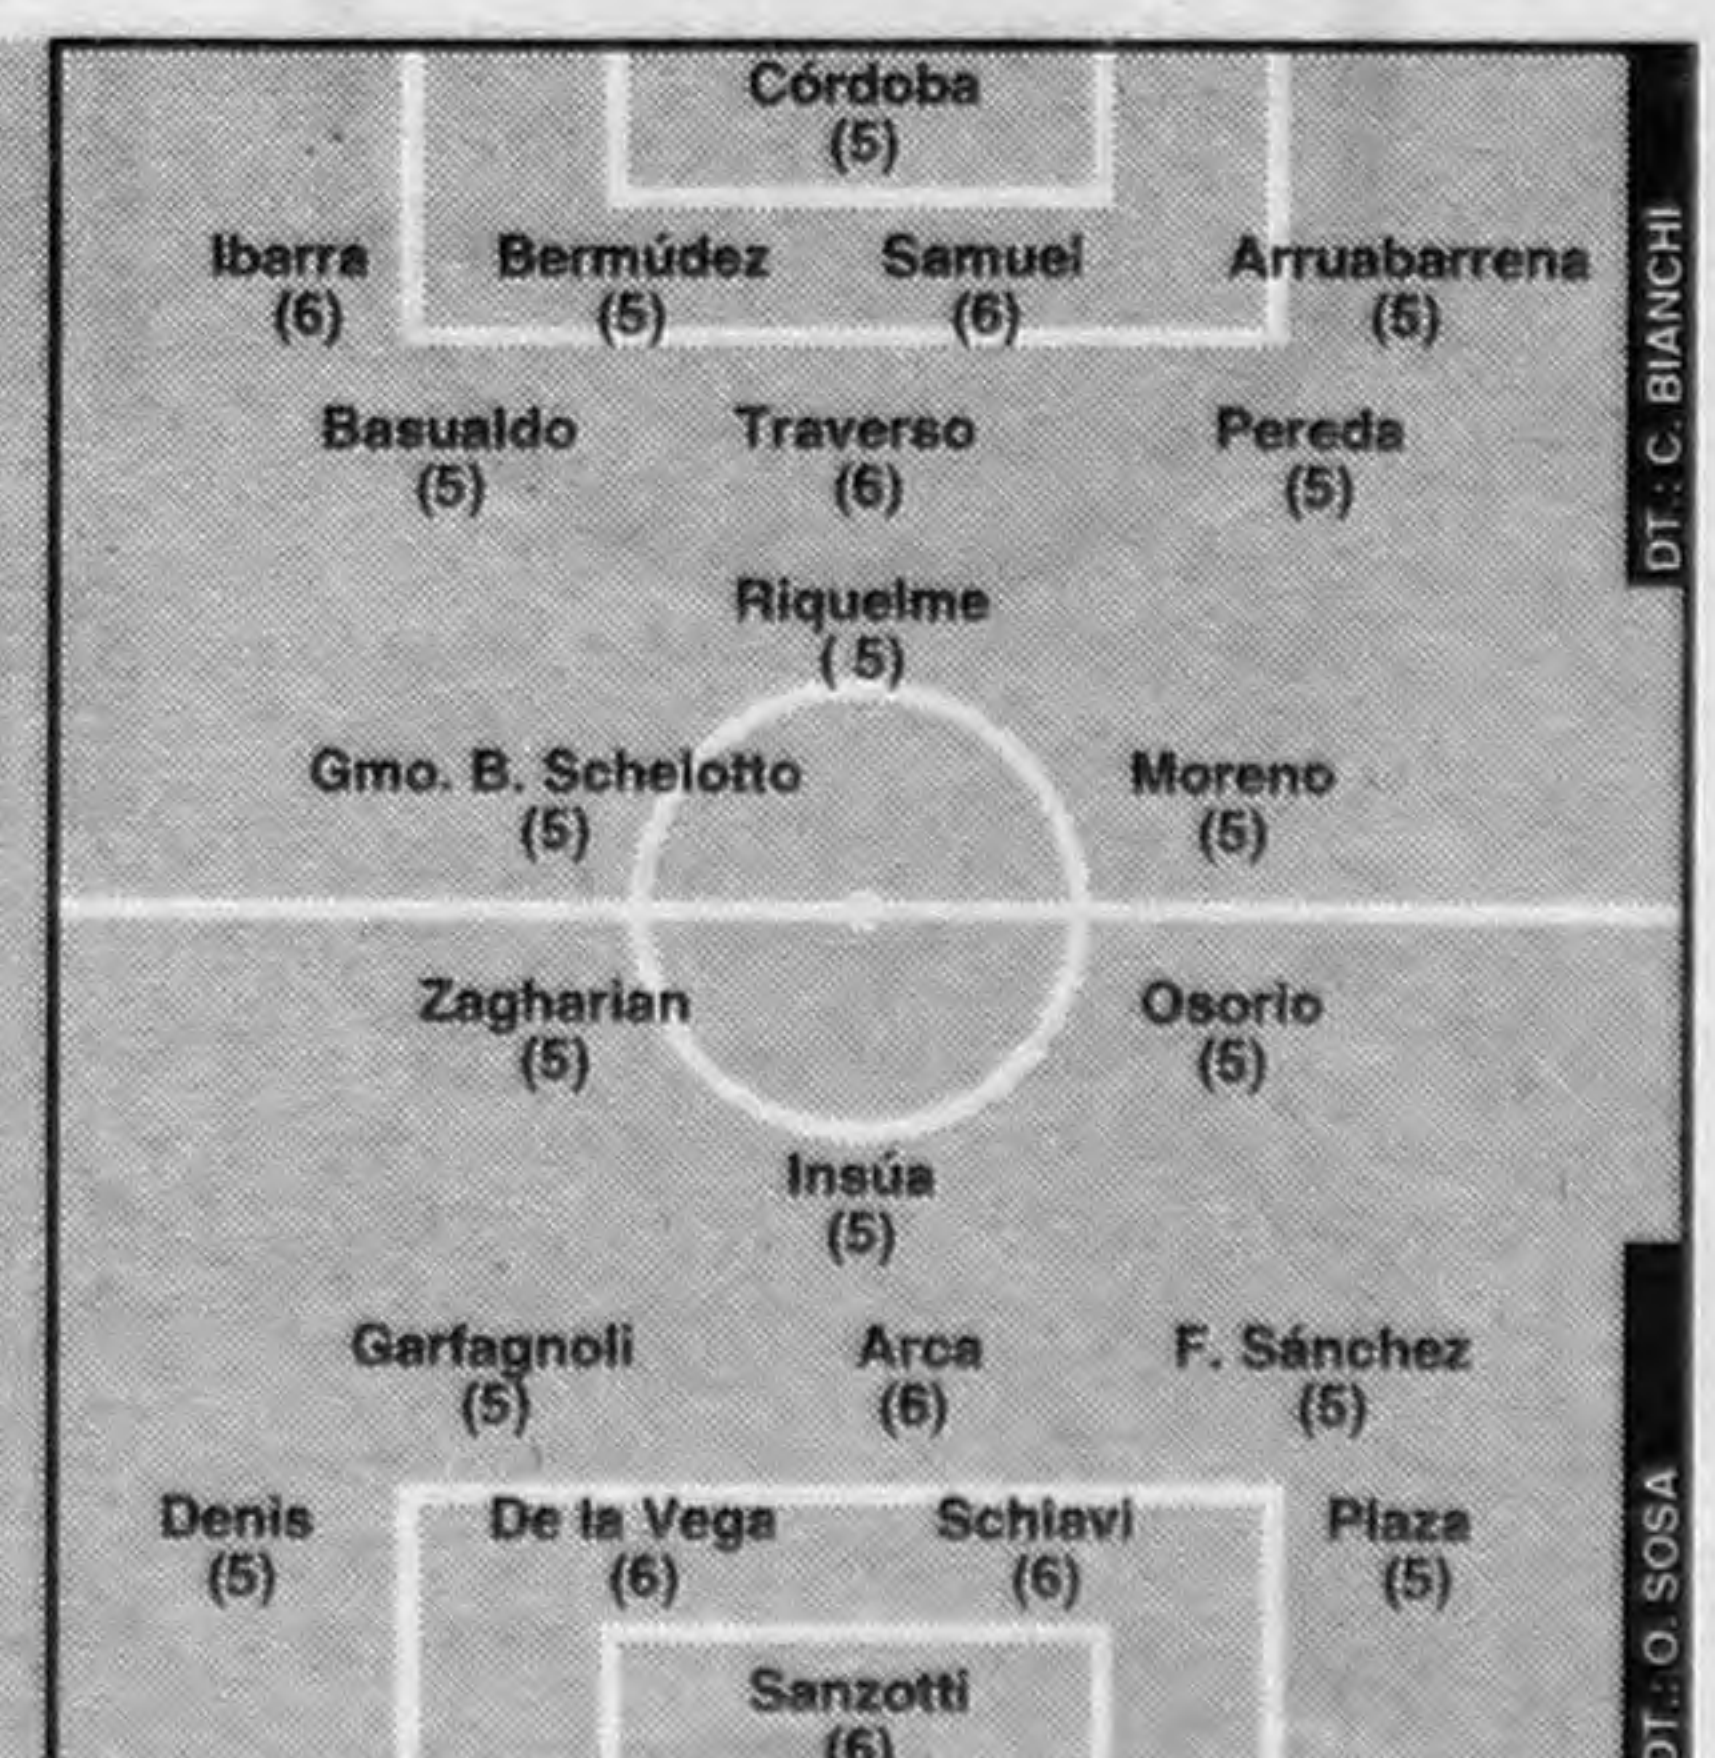 Córdoba
(5)
Ibarra Bermúdez Samuel Arruabarrena
(6) (5) (6) (5)
Basualdo Traverso Pereda
(5) (6) (5)
Riquelme
( 5)
Gmo. B. Schelotto Moreno
(5) (5)
Zagharian Osorio
(5) (5)
Insúa
(5)
Garfagnoli Arca F. Sánchez
(5) (6) (5)
Denis De la Vega Schiavi Plaza
(5) (6) (6) (5)
Sanzotti
(6)
DT.: C. BIANCHI
DT.: O. SOSA